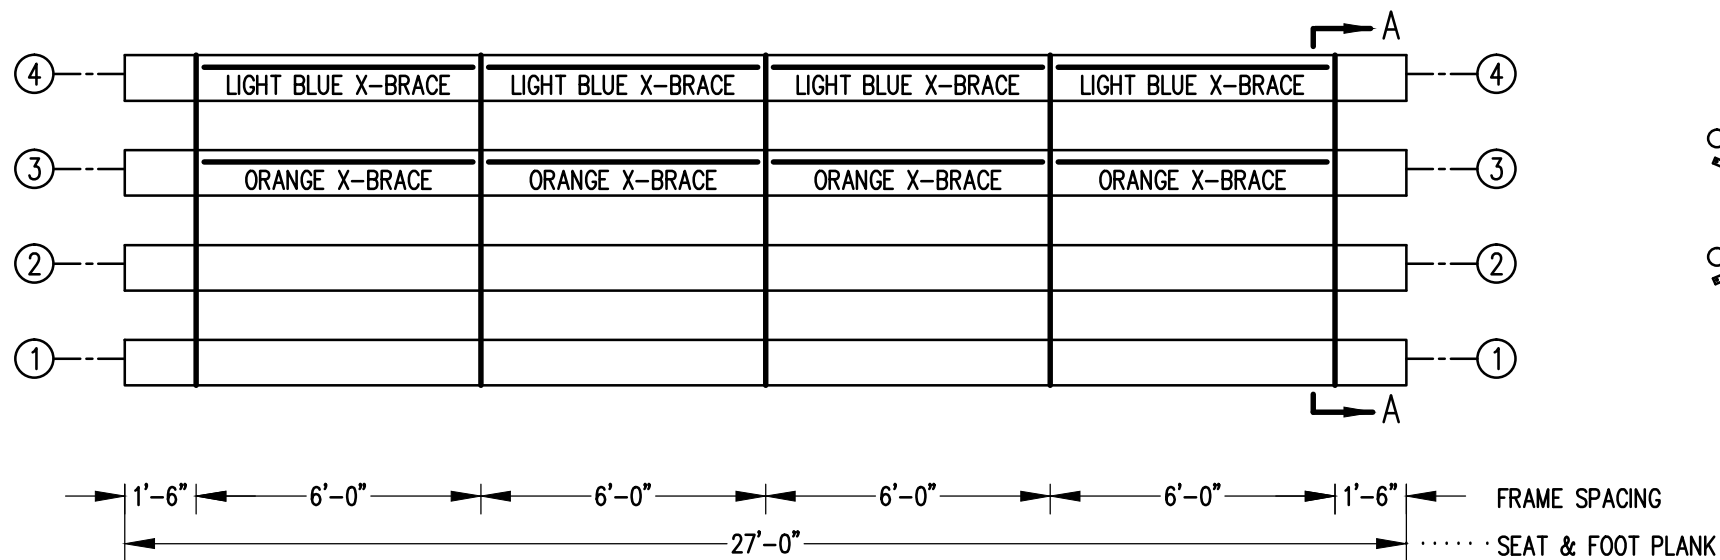 A
4 LIGHT BLUE X-BRACE LIGHT BLUE X-BRACE LIGHT BLUE X-BRACE LIGHT BLUE X-BRACE 4
3 ORANGE X-BRACE ORANGE X-BRACE ORANGE X-BRACE ORANGE X-BRACE 3
2 2
1 1
A
1'-6" 6'-0" 6'-0" 6'-0" 6'-0" 1'-6" FRAME SPACING
27'-0" ...... SEAT & FOOT PLANK